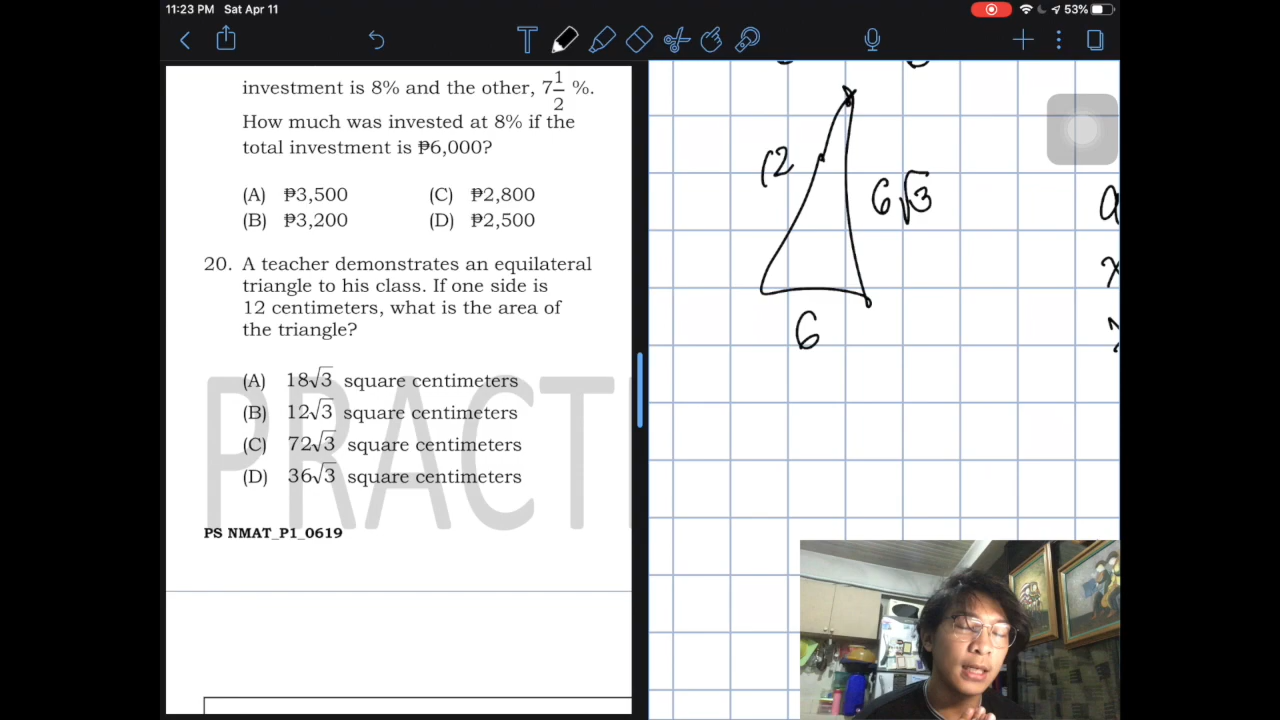 11:23 PM Sat Apr 11
53%
investment is 8% and the other, 7 1/2 %.
How much was invested at 8% if the
total investment is ₱6,000?
(A) ₱3,500 (C) ₱2,800
(B) ₱3,200 (D) ₱2,500
20. A teacher demonstrates an equilateral
triangle to his class. If one side is
12 centimeters, what is the area of
the triangle?
(A) 18√3 square centimeters
(B) 12√3 square centimeters
(C) 72√3 square centimeters
(D) 36√3 square centimeters
PRACTI
PS NMAT_P1_0619
12
6√3
6